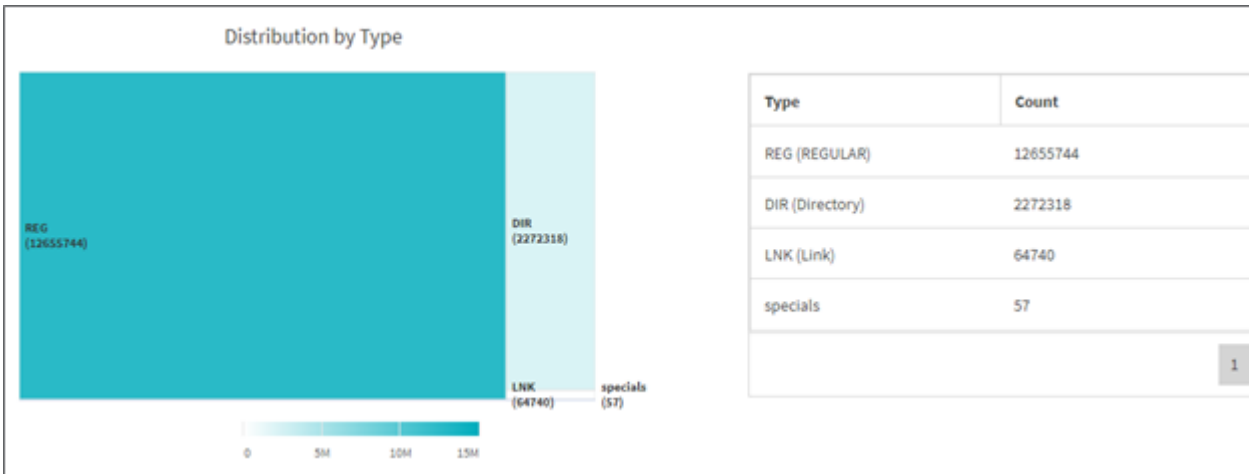 Distribution by Type
REG
(12655744)
DIR
(2272318)
LNK
(64740)
specials
(57)
0 5M 10M 15M
Type Count
REG (REGULAR) 12655744
DIR (Directory) 2272318
LNK (Link) 64740
specials 57
1